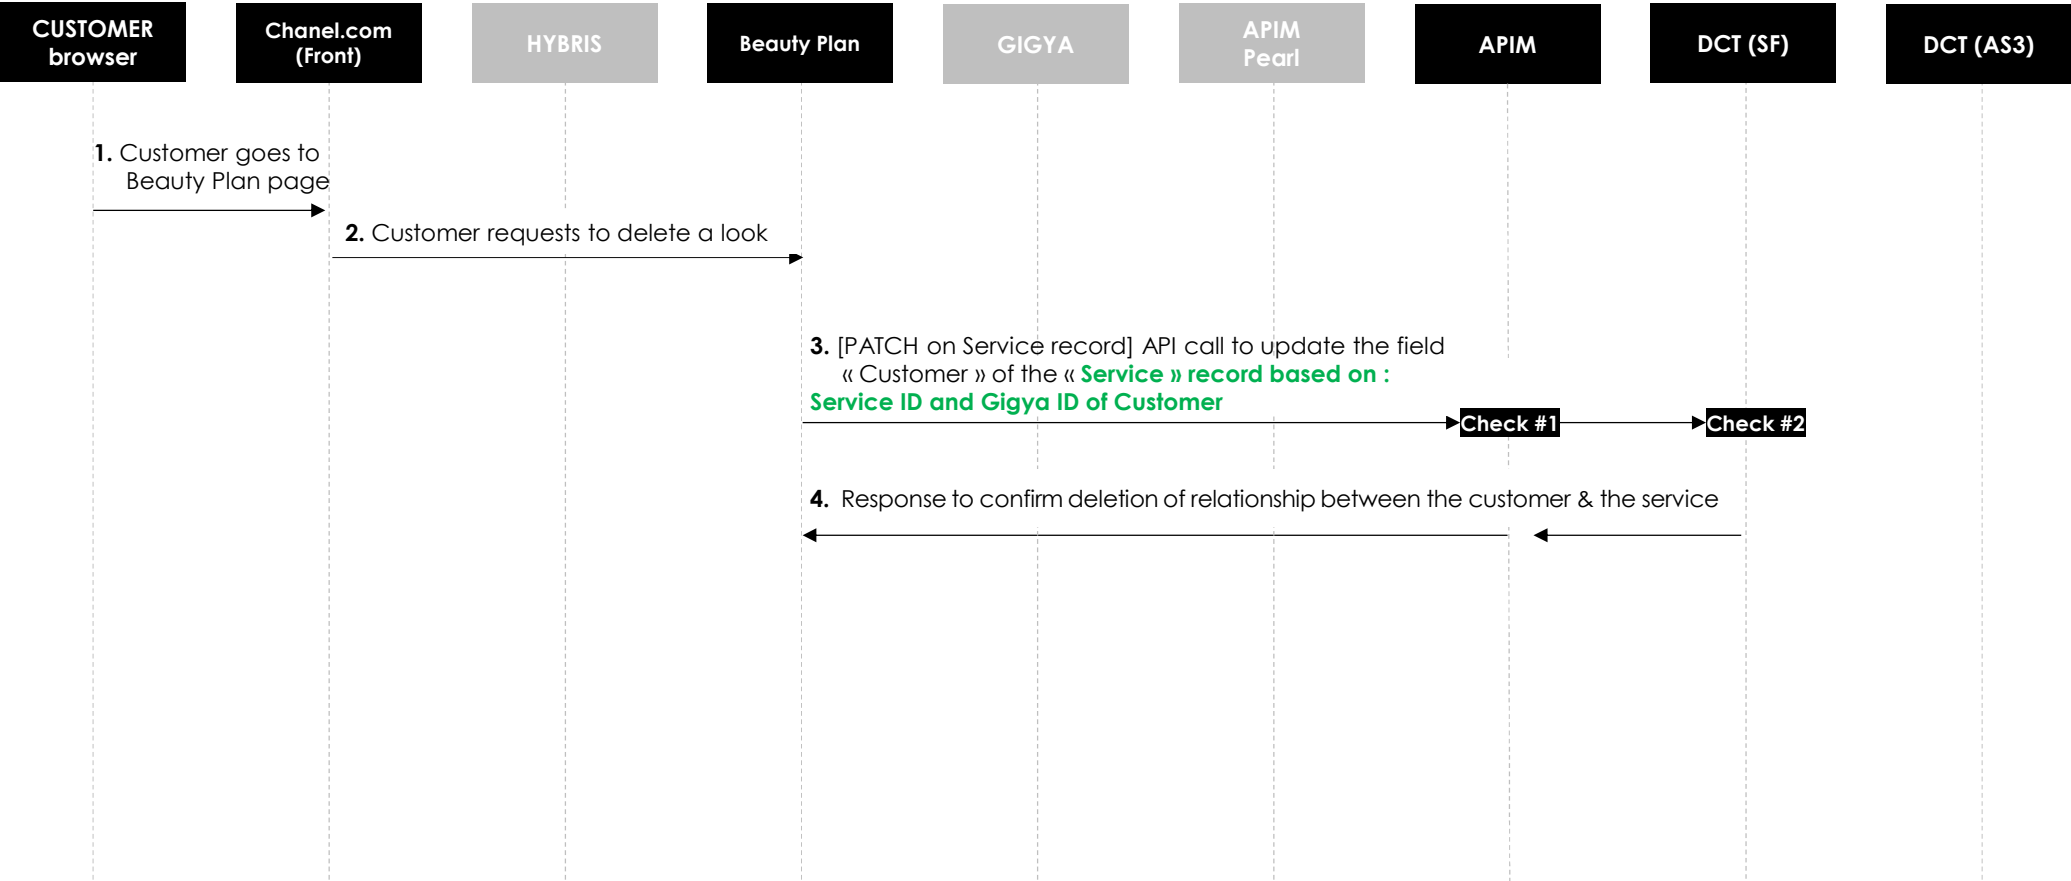 CUSTOMER
browser
Chanel.com
(Front)
HYBRIS
Beauty Plan
GIGYA
APIM
Pearl
APIM
DCT (SF)
DCT (AS3)
1. Customer goes to
Beauty Plan page
2. Customer requests to delete a look
3. [PATCH on Service record] API call to update the field
« Customer » of the « Service » record based on :
Service ID and Gigya ID of Customer
Check #1
Check #2
4. Response to confirm deletion of relationship between the customer & the service